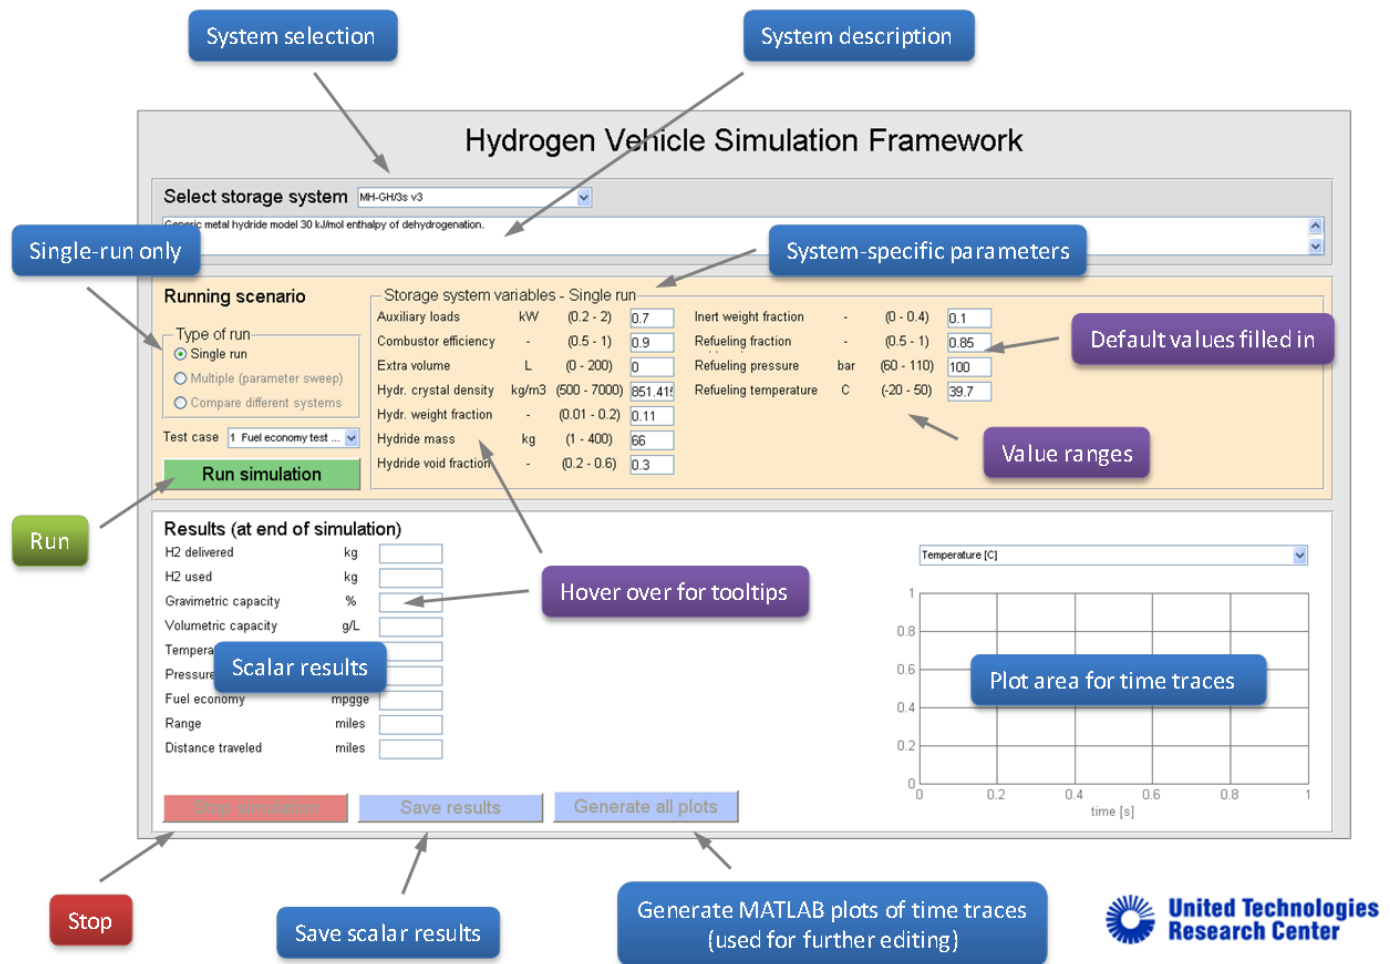 System selection
System description
Hydrogen Vehicle Simulation Framework
Select storage system MH-GH/3s v3
Generic metal hydride model 30 kJ/mol enthalpy of dehydrogenation.
Single-run only
System-specific parameters
Running scenario
Storage system variables - Single run
Type of run
Single run
Multiple (parameter sweep)
Compare different systems
Test case 1 Fuel economy test ...
Run simulation
Auxiliary loads kW (0.2 - 2) 0.7
Combustor efficiency - (0.5 - 1) 0.9
Extra volume L (0 - 200) 0
Hydr. crystal density kg/m3 (500 - 7000) 851.415
Hydr. weight fraction - (0.01 - 0.2) 0.11
Hydride mass kg (1 - 400) 66
Hydride void fraction - (0.2 - 0.6) 0.3
Inert weight fraction - (0 - 0.4) 0.1
Refueling fraction - (0.5 - 1) 0.85
Refueling pressure bar (60 - 110) 100
Refueling temperature C (-20 - 50) 39.7
Default values filled in
Value ranges
Run
Results (at end of simulation)
H2 delivered kg
H2 used kg
Gravimetric capacity %
Volumetric capacity g/L
Tempera
Pressure
Fuel economy mpgge
Range miles
Distance traveled miles
Hover over for tooltips
Scalar results
Temperature [C]
1
0.8
0.6
0.4
0.2
0
0 0.2 0.4 0.6 0.8 1
time [s]
Plot area for time traces
Stop simulation
Save results
Generate all plots
Stop
Save scalar results
Generate MATLAB plots of time traces
(used for further editing)
United Technologies
Research Center